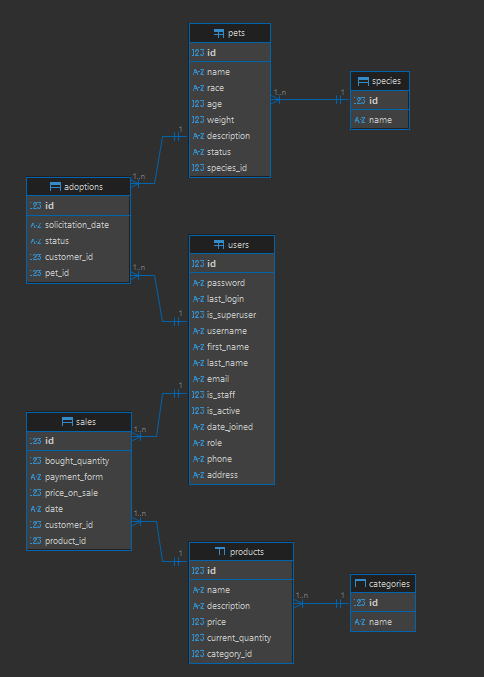 pets
123 id
A-Z name
A-Z race
123 age
123 weight
A-Z description
A-Z status
123 species_id
1..n
1
species
123 id
A-Z name
1
1..n
adoptions
123 id
A-Z solicitation_date
A-Z status
123 customer_id
123 pet_id
1..n
1
users
123 id
A-Z password
A-Z last_login
123 is_superuser
A-Z username
A-Z first_name
A-Z last_name
A-Z email
123 is_staff
123 is_active
A-Z date_joined
A-Z role
A-Z phone
A-Z address
1
1..n
sales
123 id
123 bought_quantity
A-Z payment_form
123 price_on_sale
A-Z date
123 customer_id
123 product_id
1..n
1
products
123 id
A-Z name
A-Z description
123 price
123 current_quantity
123 category_id
1..n
1
categories
123 id
A-Z name